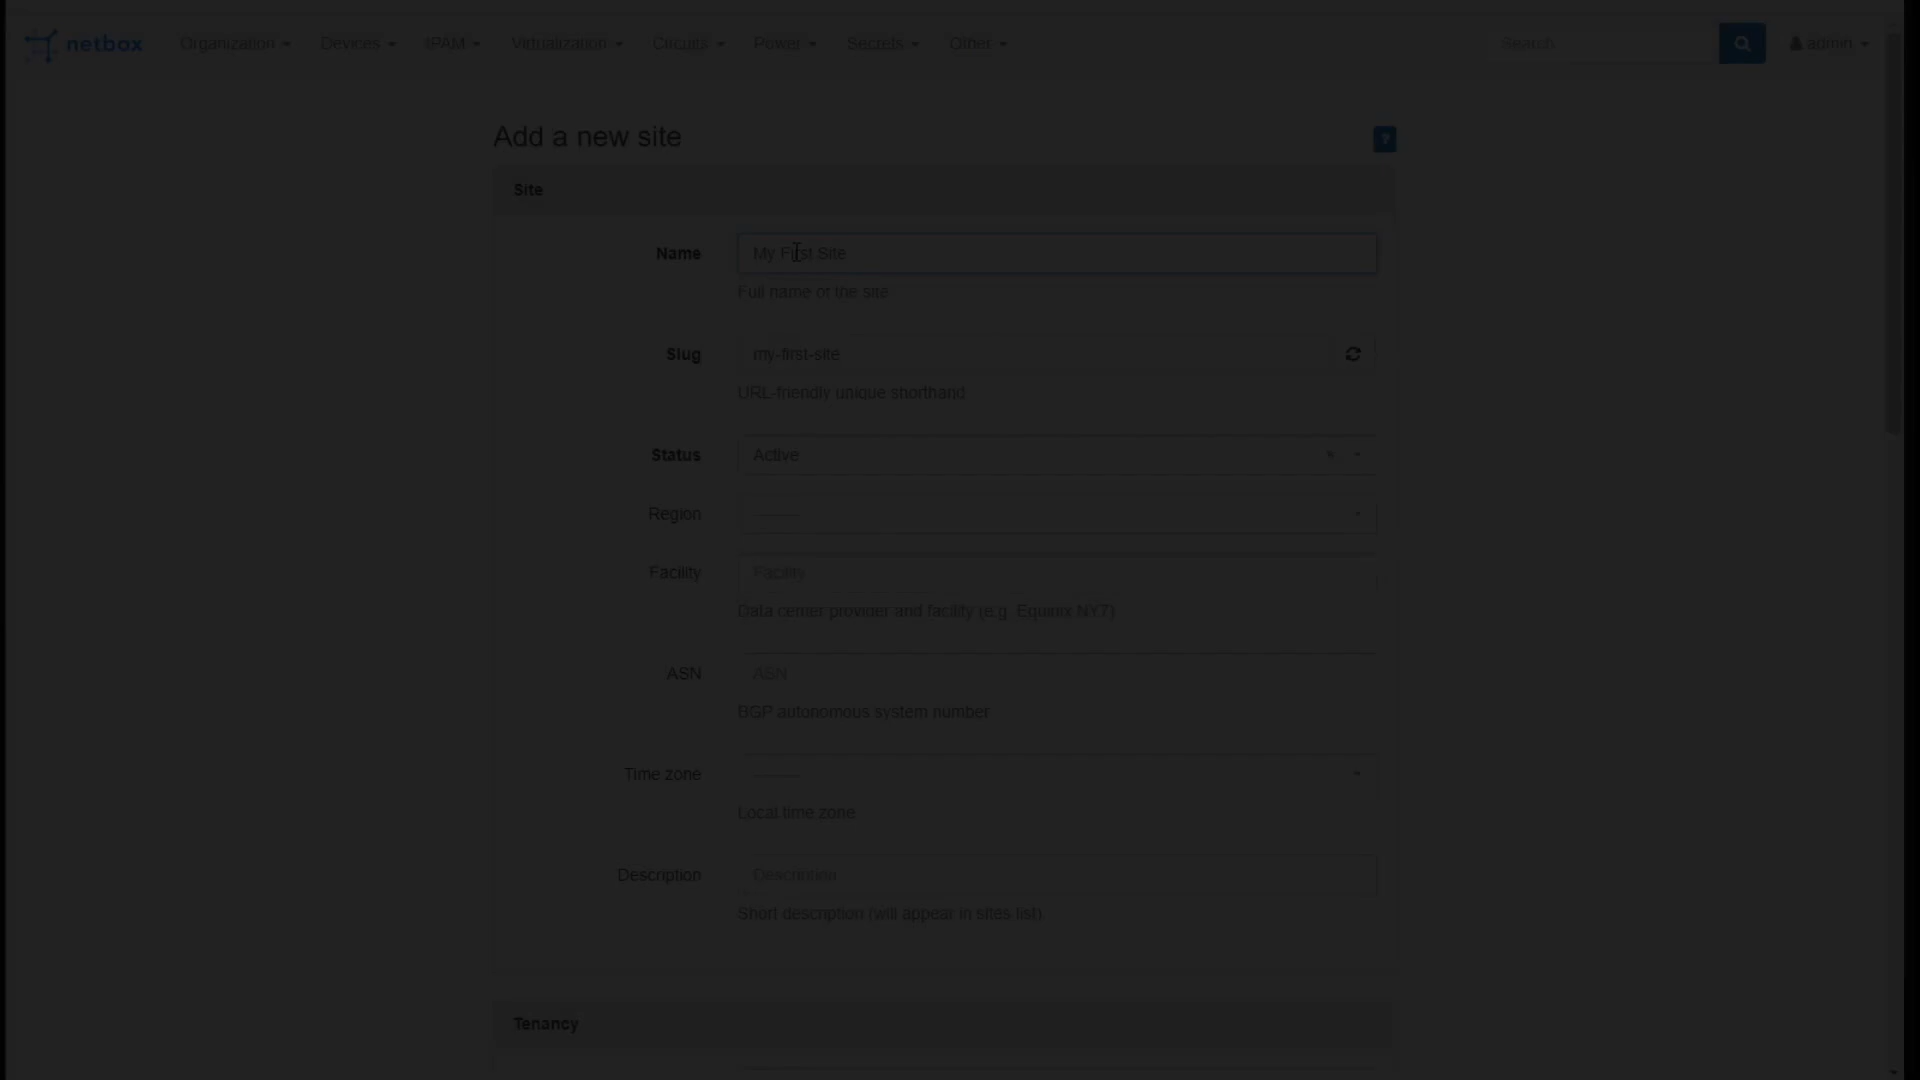 netbox Organization Devices IPAM Virtualization Circuits Power Secrets Other Search admin
Add a new site ?
Site
Name My First Site
Full name of the site
Slug my-first-site
URL-friendly unique shorthand
Status Active × 
Region ---------
Facility Facility
Data center provider and facility (e.g. Equinix NY7)
ASN ASN
BGP autonomous system number
Time zone ---------
Local time zone
Description Description
Short description (will appear in sites list)
Tenancy